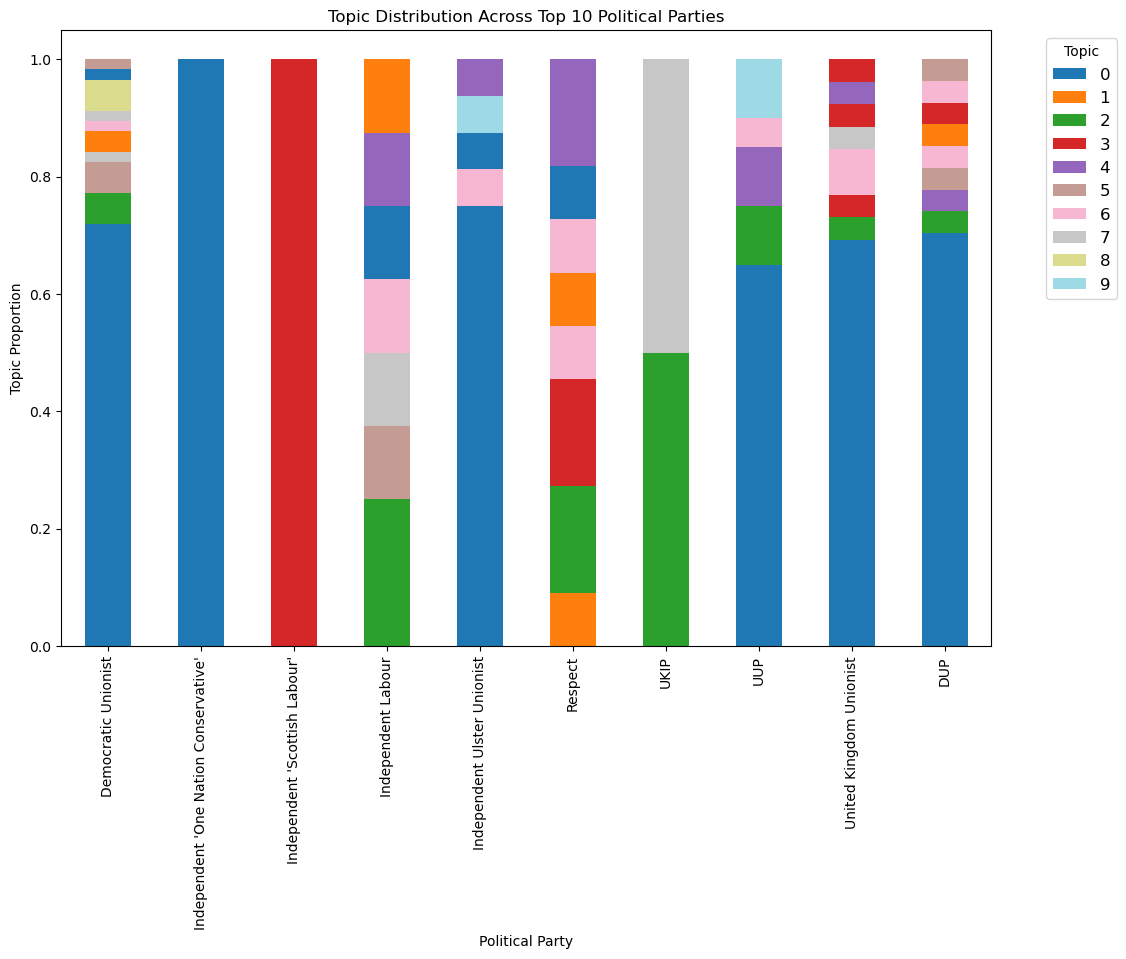 Topic Distribution Across Top 10 Political Parties
Topic
0
1
2
3
4
5
6
7
8
9
Topic Proportion
1.0
0.8
0.6
0.4
0.2
0.0
Democratic Unionist
Independent 'One Nation Conservative'
Independent 'Scottish Labour'
Independent Labour
Independent Ulster Unionist
Respect
UKIP
UUP
United Kingdom Unionist
DUP
Political Party